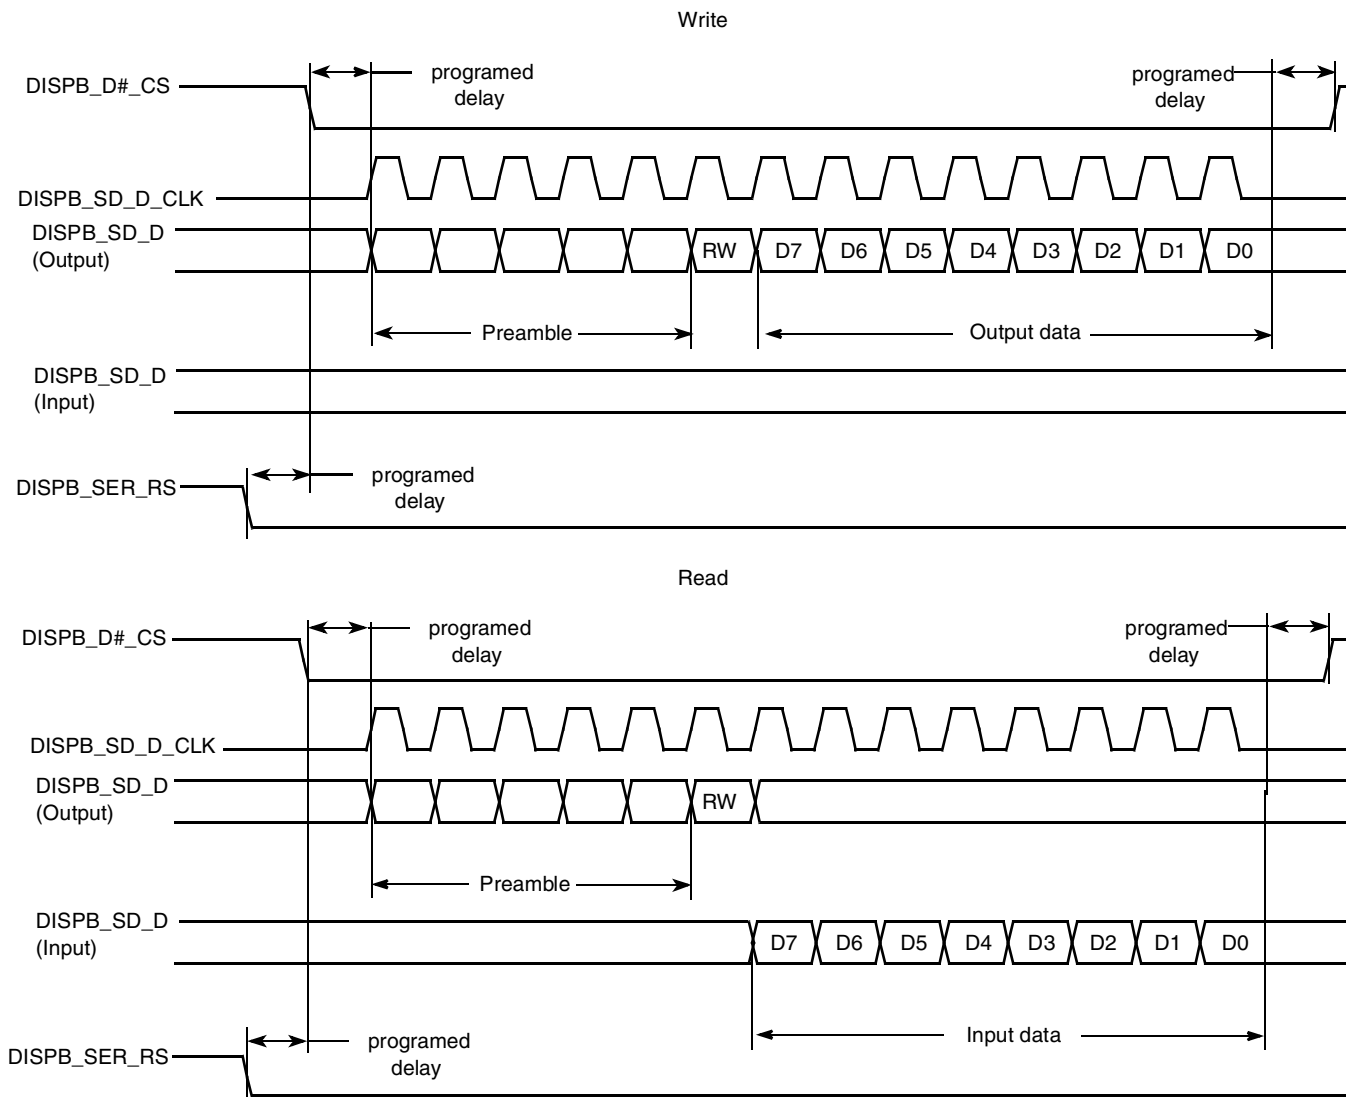 Write
programed
delay
programed
delay
DISPB_D#_CS
DISPB_SD_D_CLK
DISPB_SD_D
(Output)
RW D7 D6 D5 D4 D3 D2 D1 D0
Preamble
Output data
DISPB_SD_D
(Input)
DISPB_SER_RS
programed
delay
Read
DISPB_D#_CS
programed
delay
programed
delay
DISPB_SD_D_CLK
DISPB_SD_D
(Output)
RW
Preamble
DISPB_SD_D
(Input)
D7 D6 D5 D4 D3 D2 D1 D0
Input data
DISPB_SER_RS
programed
delay